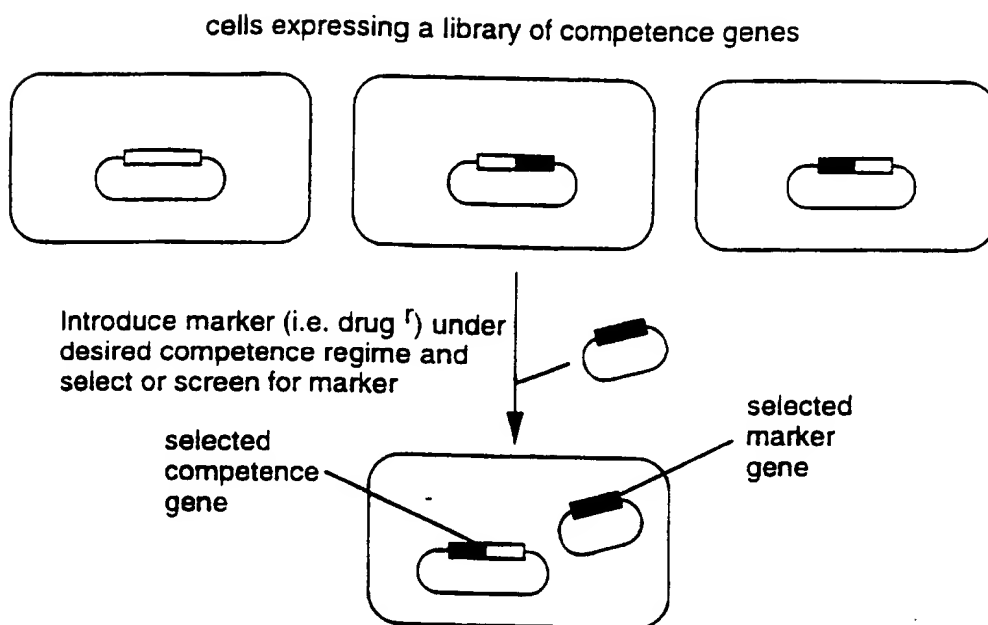 cells expressing a library of competence genes
Introduce marker (i.e. drug ʳ) under
desired competence regime and
select or screen for marker
selected
marker
gene
selected
competence
gene